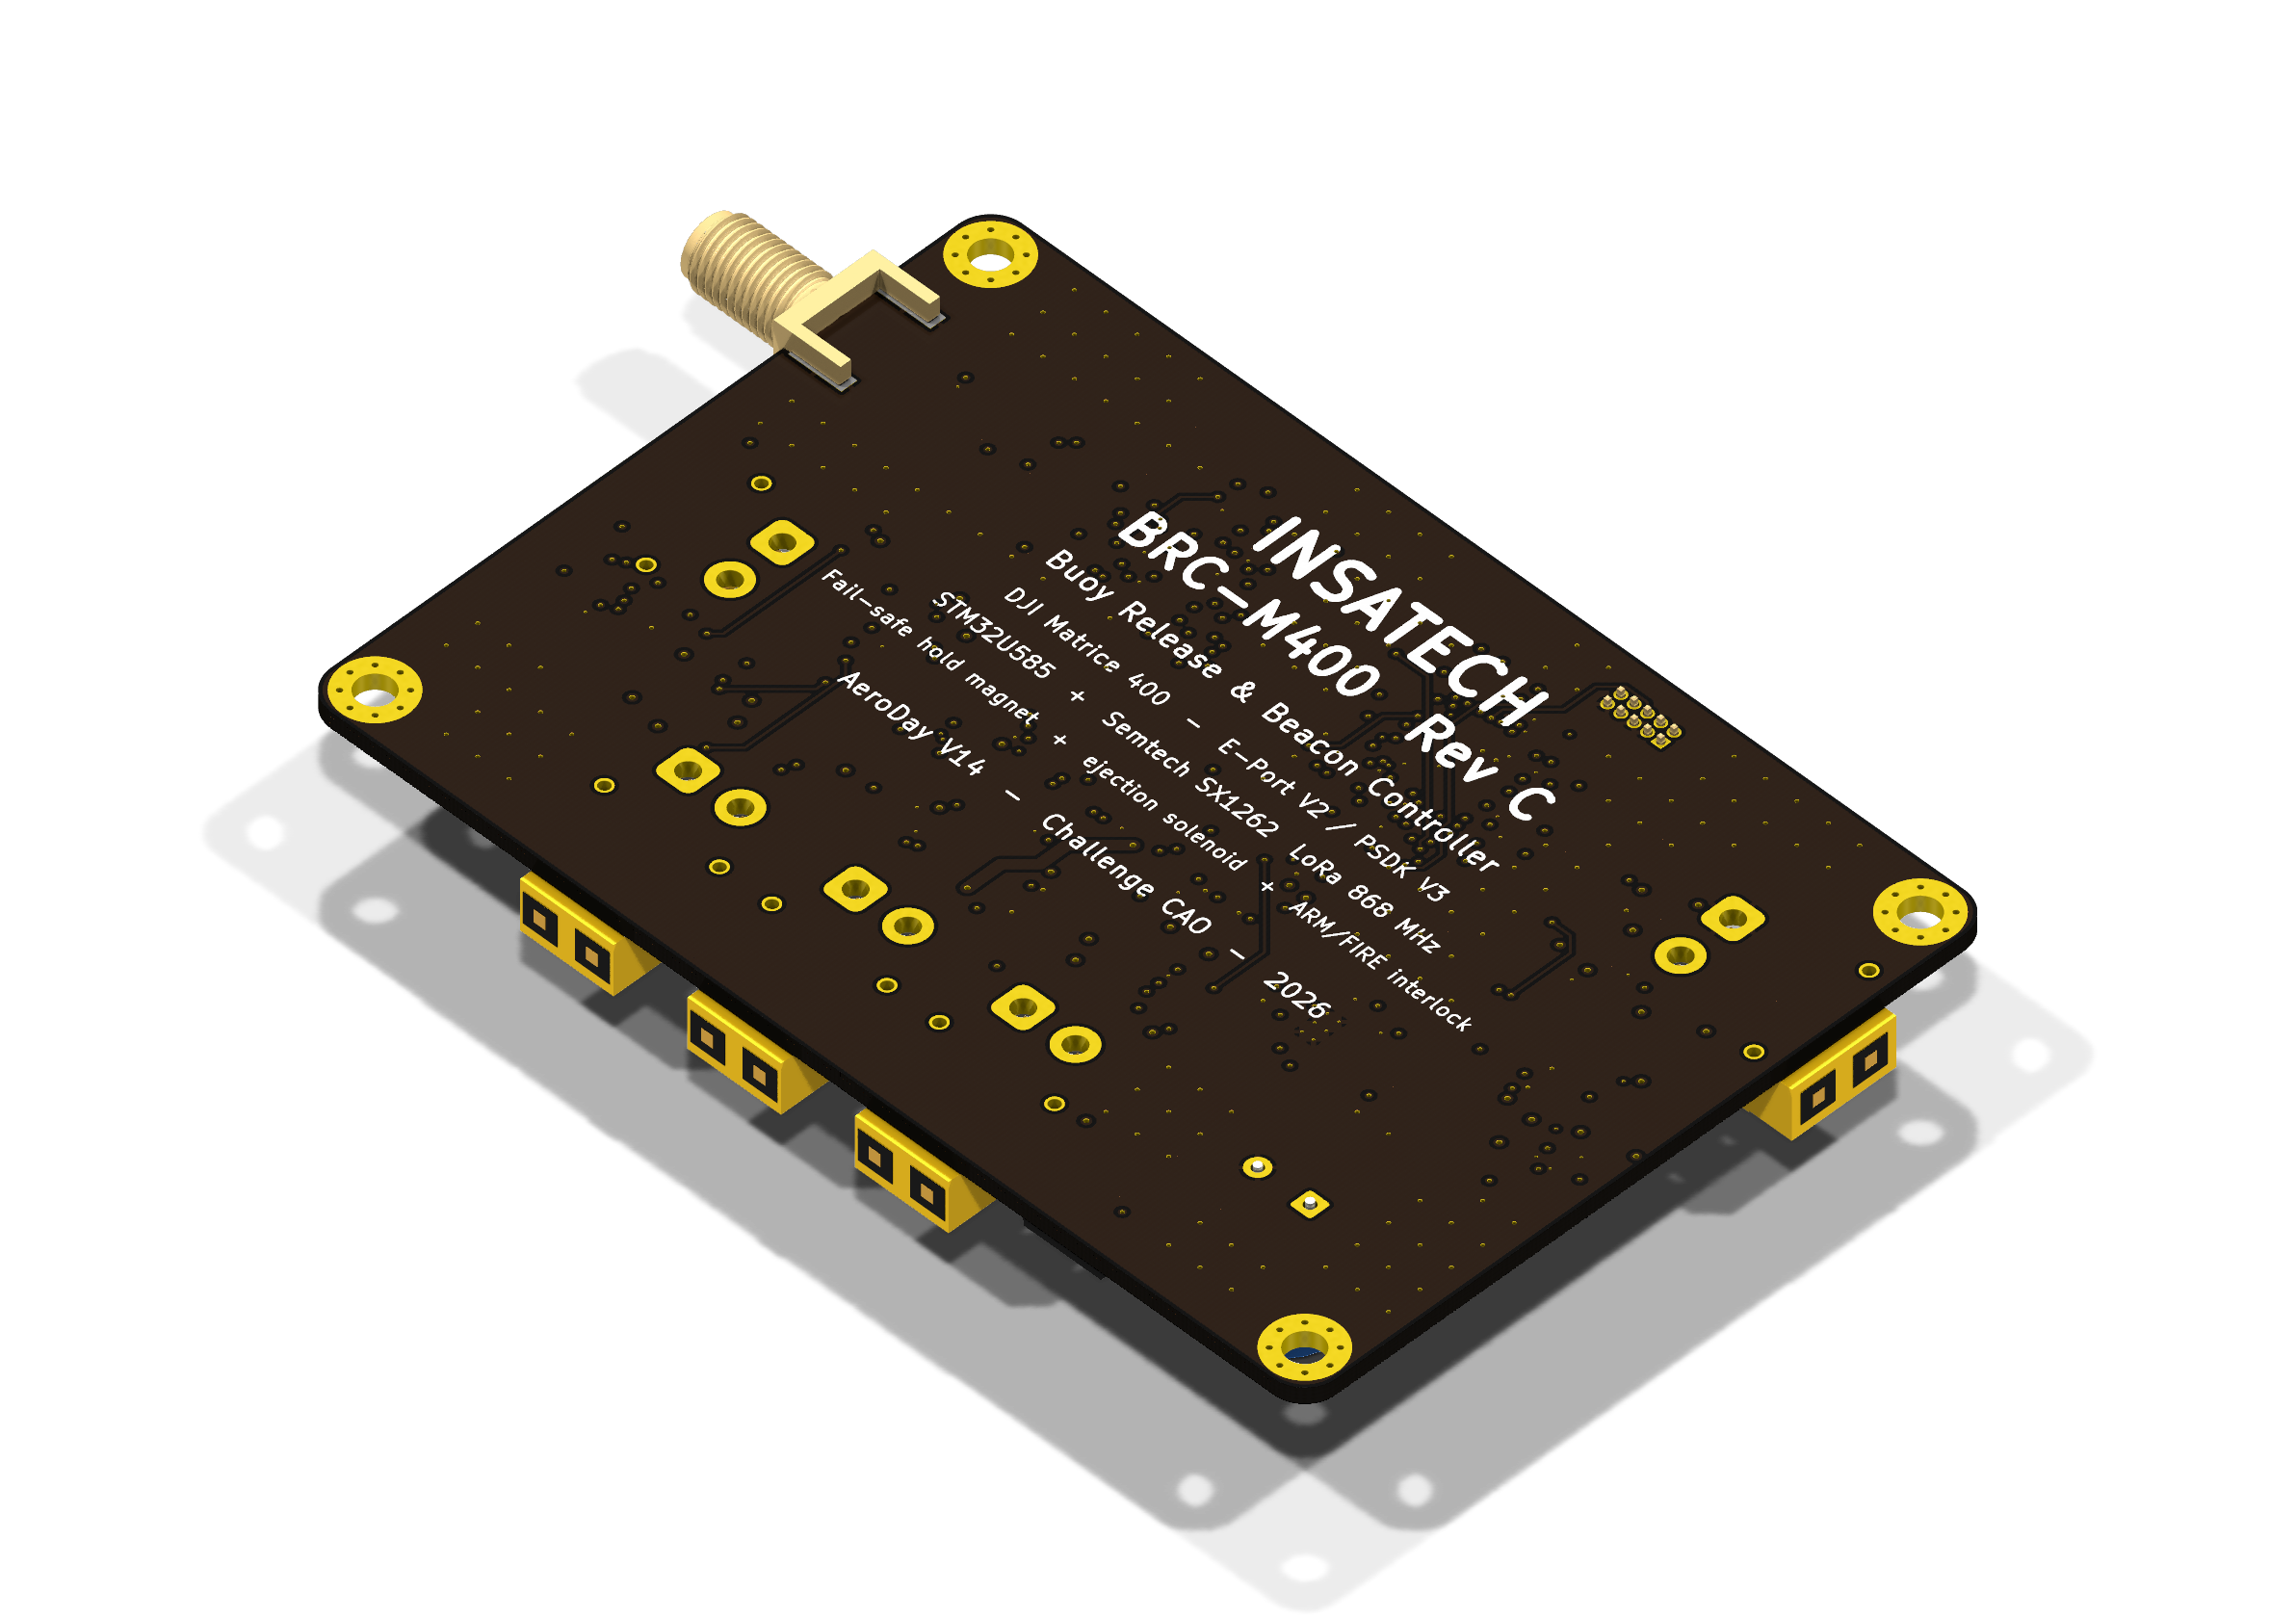 INSATECH
BRC-M400 Rev C
Buoy Release & Beacon Controller
DJI Matrice 400 - E-Port V2 / PSDK V3
STM32U585 + Semtech SX1262 LoRa 868 MHz
Fail-safe hold magnet + ejection solenoid + ARM/FIRE interlock
AeroDay V14 - Challenge CAO - 2026